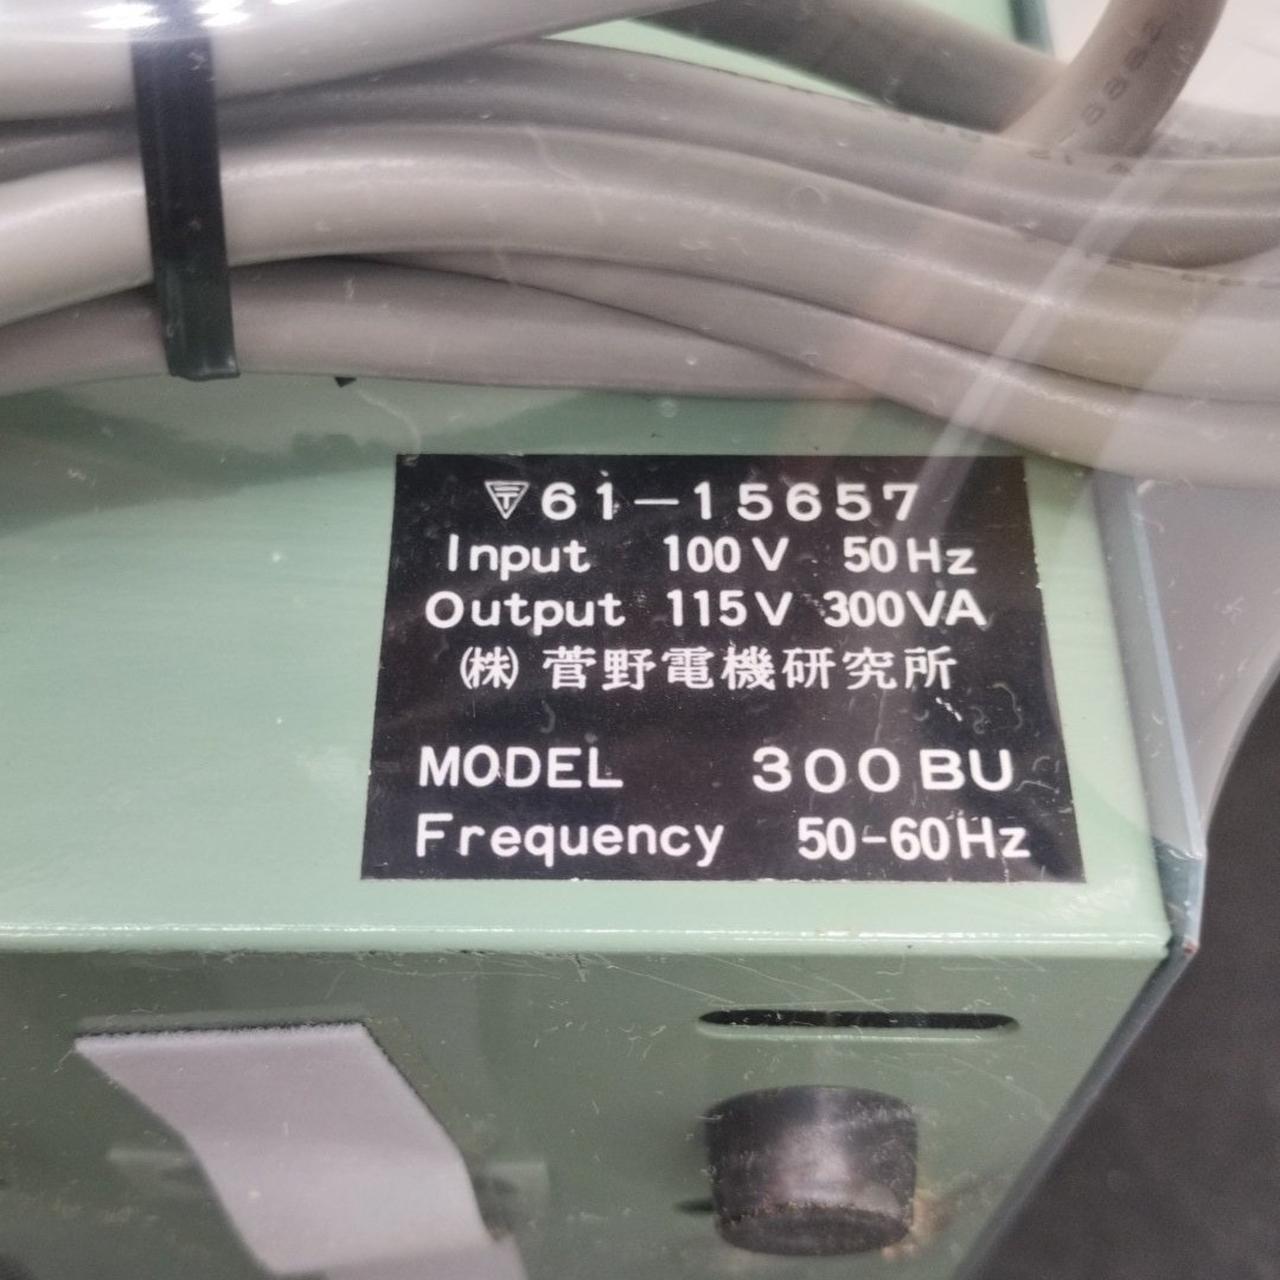 61-15657
Input 100V 50Hz
Output 115V 300VA
(株) 菅野電機研究所
MODEL 300BU
Frequency 50-60Hz